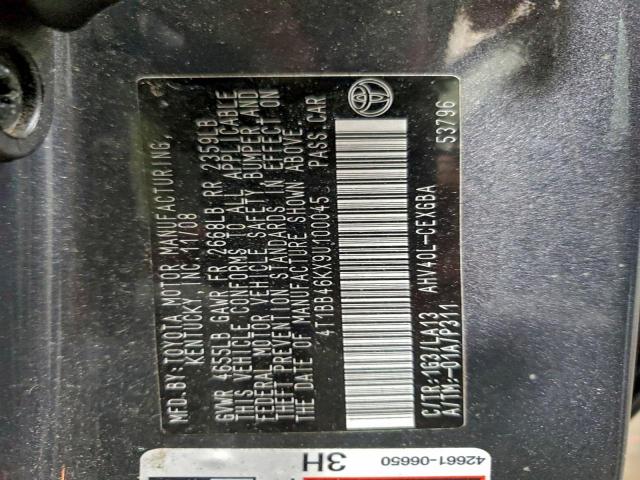 MFD. BY: TOYOTA MOTOR MANUFACTURING,
KENTUCKY, INC. 11/08
GVWR 4655LB GAWR FR 2668LB RR 2359LB
THIS VEHICLE CONFORMS TO ALL APPLICABLE
FEDERAL MOTOR VEHICLE SAFETY BUMPER, AND
THEFT PREVENTION STANDARDS IN EFFECT ON
THE DATE OF MANUFACTURE SHOWN ABOVE.
4T1BB46KX9U100045 PASS.CAR
C/TR:1G3/LA13 AHV40L-CEXGBA
A/TM:-01A/P311 53796
42661-06650
3H